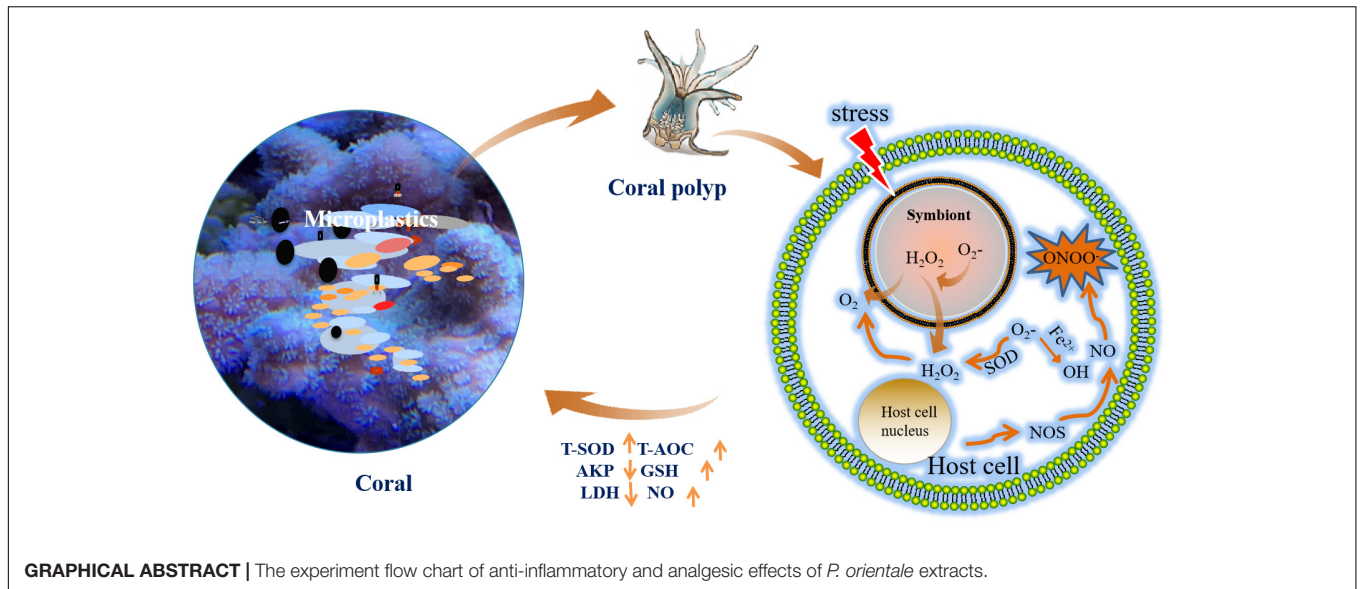 Microplastics
Coral
Coral polyp
stress
Symbiont
H₂O₂
O₂-
ONOO⁻
O₂
O₂-
Fe²⁺
SOD
OH
NO
H₂O₂
Host cell
nucleus
NOS
Host cell
T-SOD ↑ T-AOC ↑
AKP ↓ GSH ↑
LDH ↓ NO ↑
GRAPHICAL ABSTRACT | The experiment flow chart of anti-inflammatory and analgesic effects of P. orientale extracts.